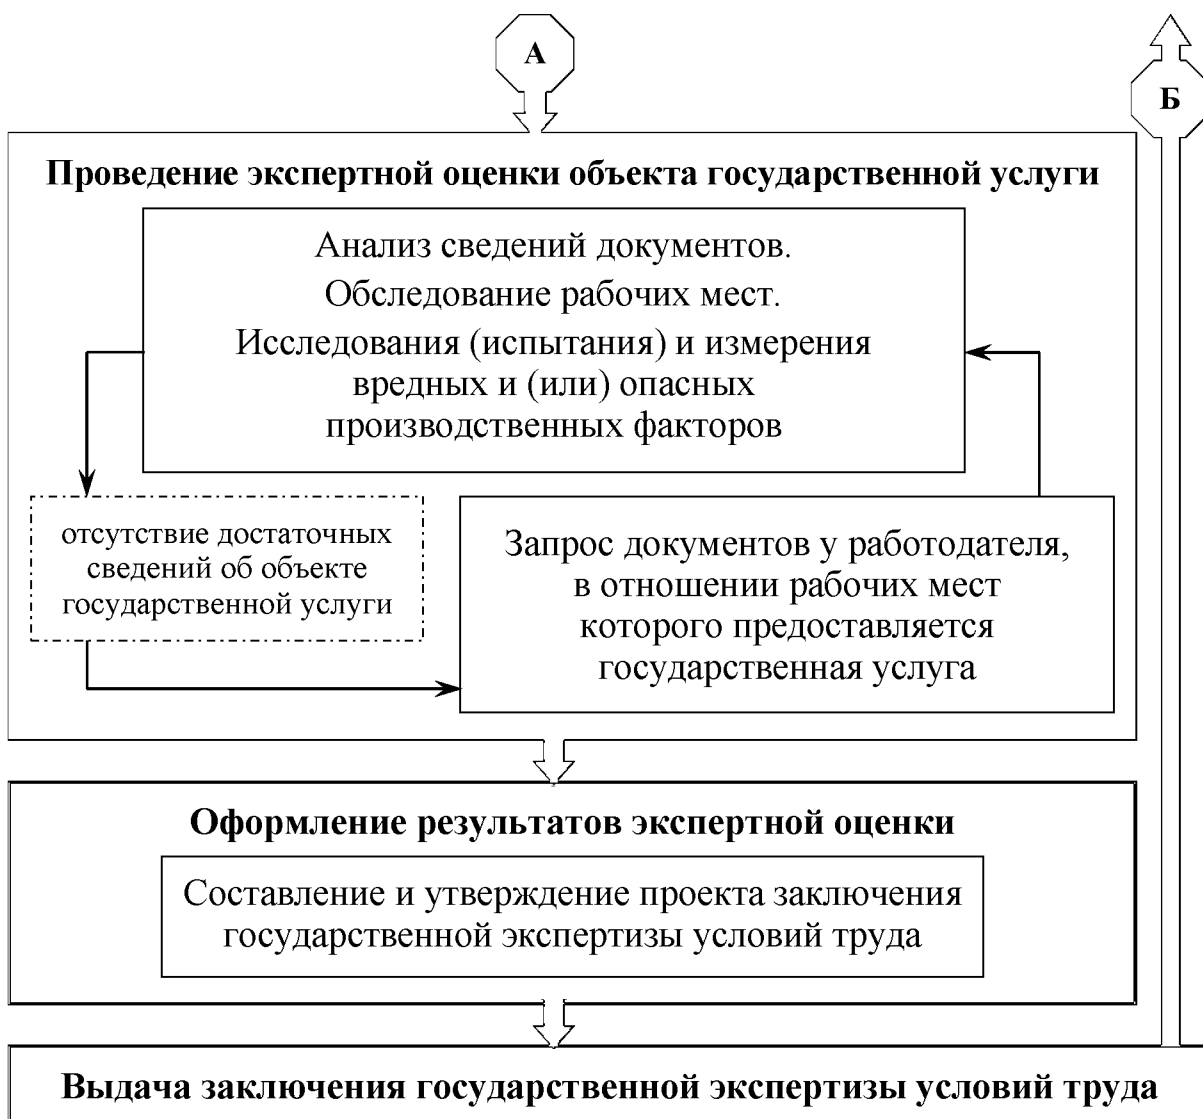 А
Б
Проведение экспертной оценки объекта государственной услуги
Анализ сведений документов.
Обследование рабочих мест.
Исследования (испытания) и измерения
вредных и (или) опасных
производственных факторов
отсутствие достаточных
сведений об объекте
государственной услуги
Запрос документов у работодателя,
в отношении рабочих мест
которого предоставляется
государственная услуга
Оформление результатов экспертной оценки
Составление и утверждение проекта заключения
государственной экспертизы условий труда
Выдача заключения государственной экспертизы условий труда